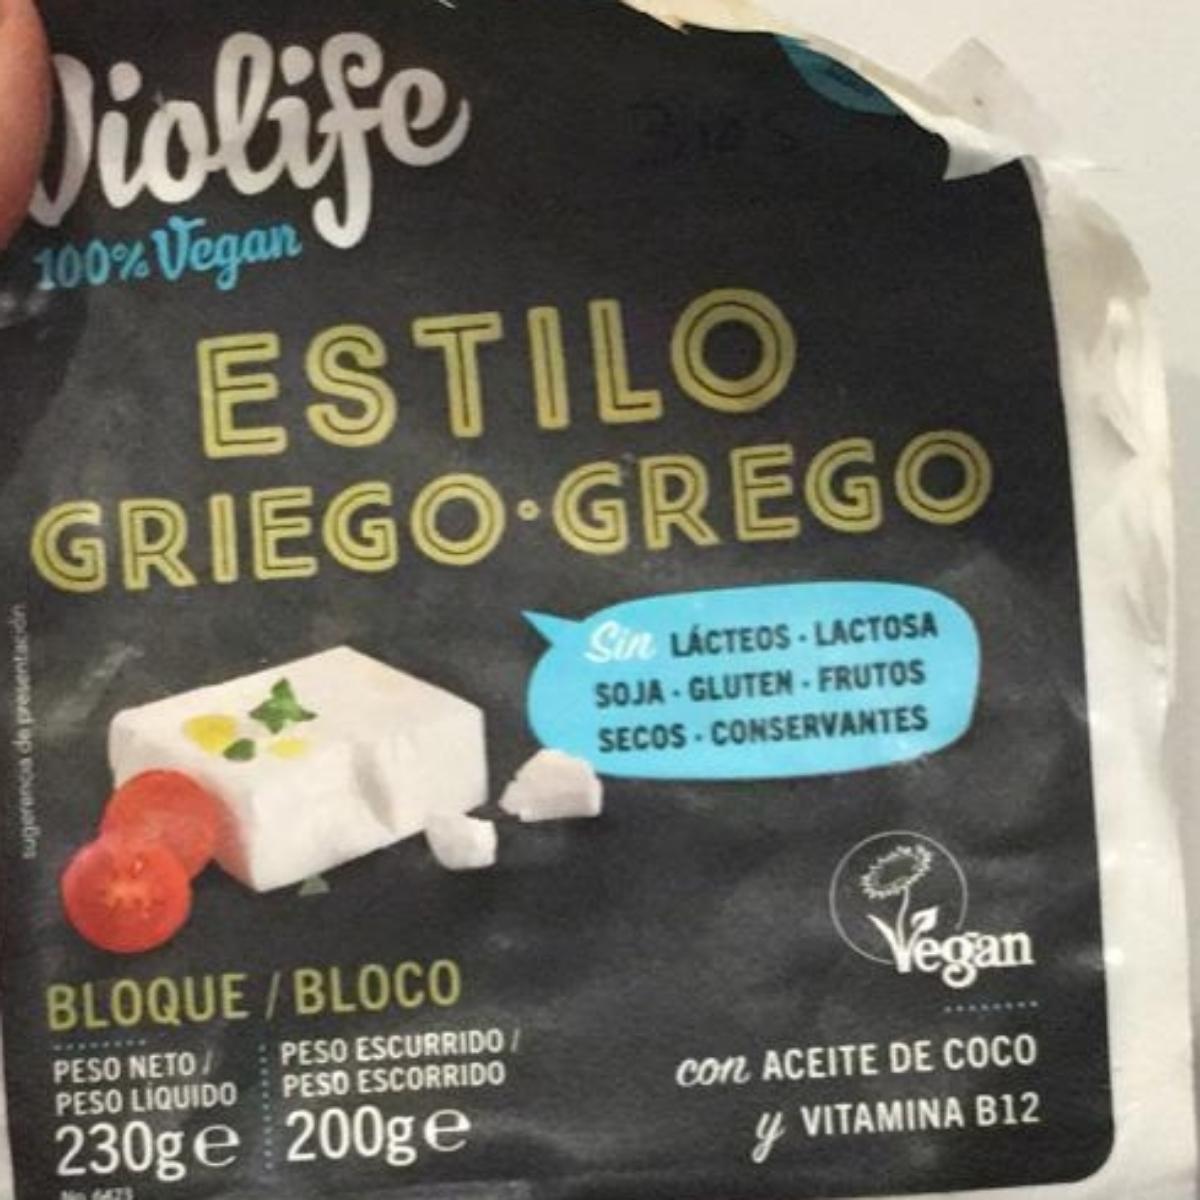 Violife
100% Vegan
ESTILO
GRIEGO·GREGO
Sin LÁCTEOS - LACTOSA
SOJA - GLUTEN - FRUTOS
SECOS - CONSERVANTES
sugerencia de presentación
Vegan
BLOQUE / BLOCO
PESO NETO /
PESO LÍQUIDO
230g e
PESO ESCURRIDO /
PESO ESCORRIDO
200g e
con ACEITE DE COCO
y VITAMINA B12